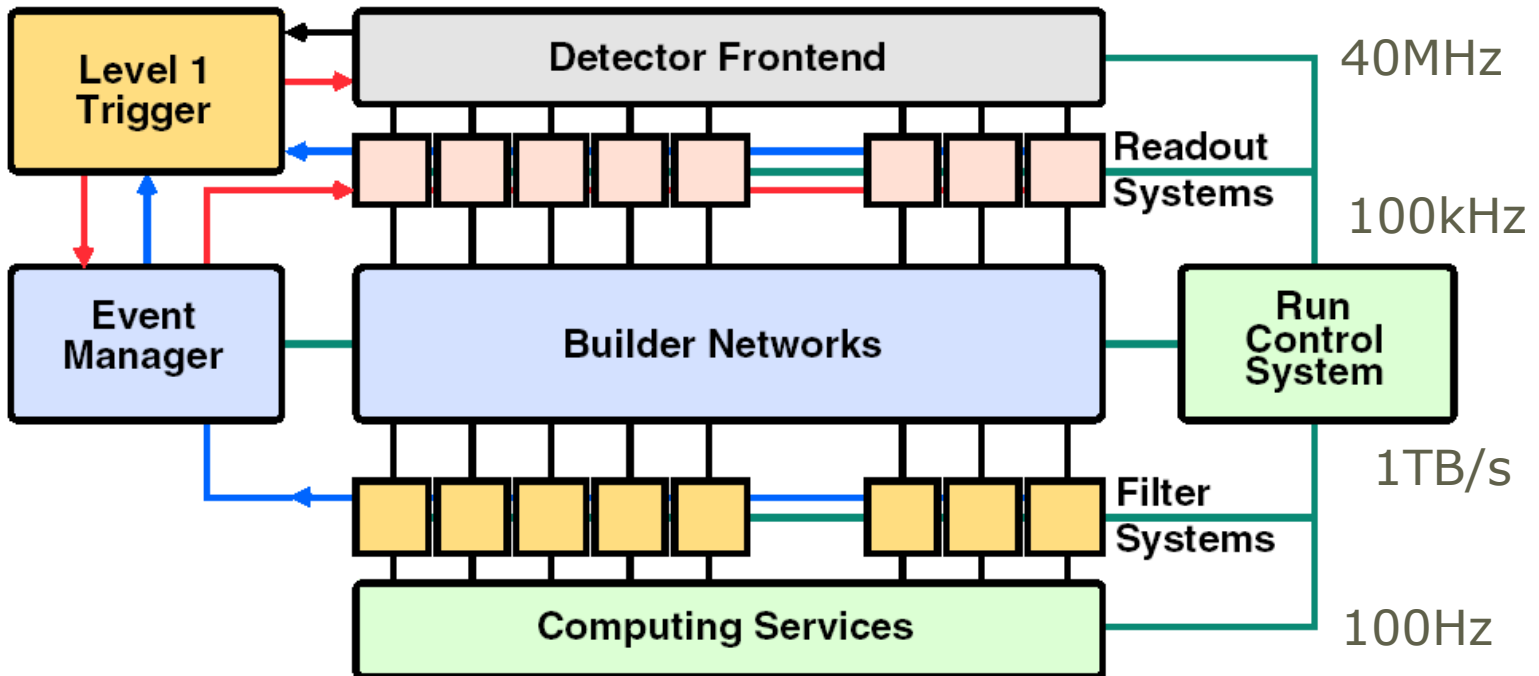 Level 1
Trigger
Detector Frontend
40MHz
Readout
Systems
100kHz
Event
Manager
Builder Networks
Run
Control
System
1TB/s
Filter
Systems
Computing Services
100Hz